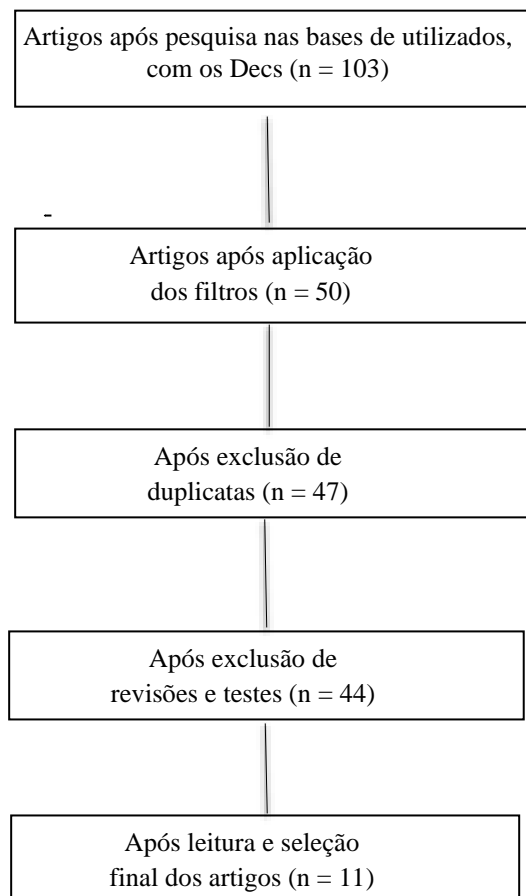 Artigos após pesquisa nas bases de utilizados,
com os Decs (n = 103)
-
Artigos após aplicação
dos filtros (n = 50)
Após exclusão de
duplicatas (n = 47)
Após exclusão de
revisões e testes (n = 44)
Após leitura e seleção
final dos artigos (n = 11)